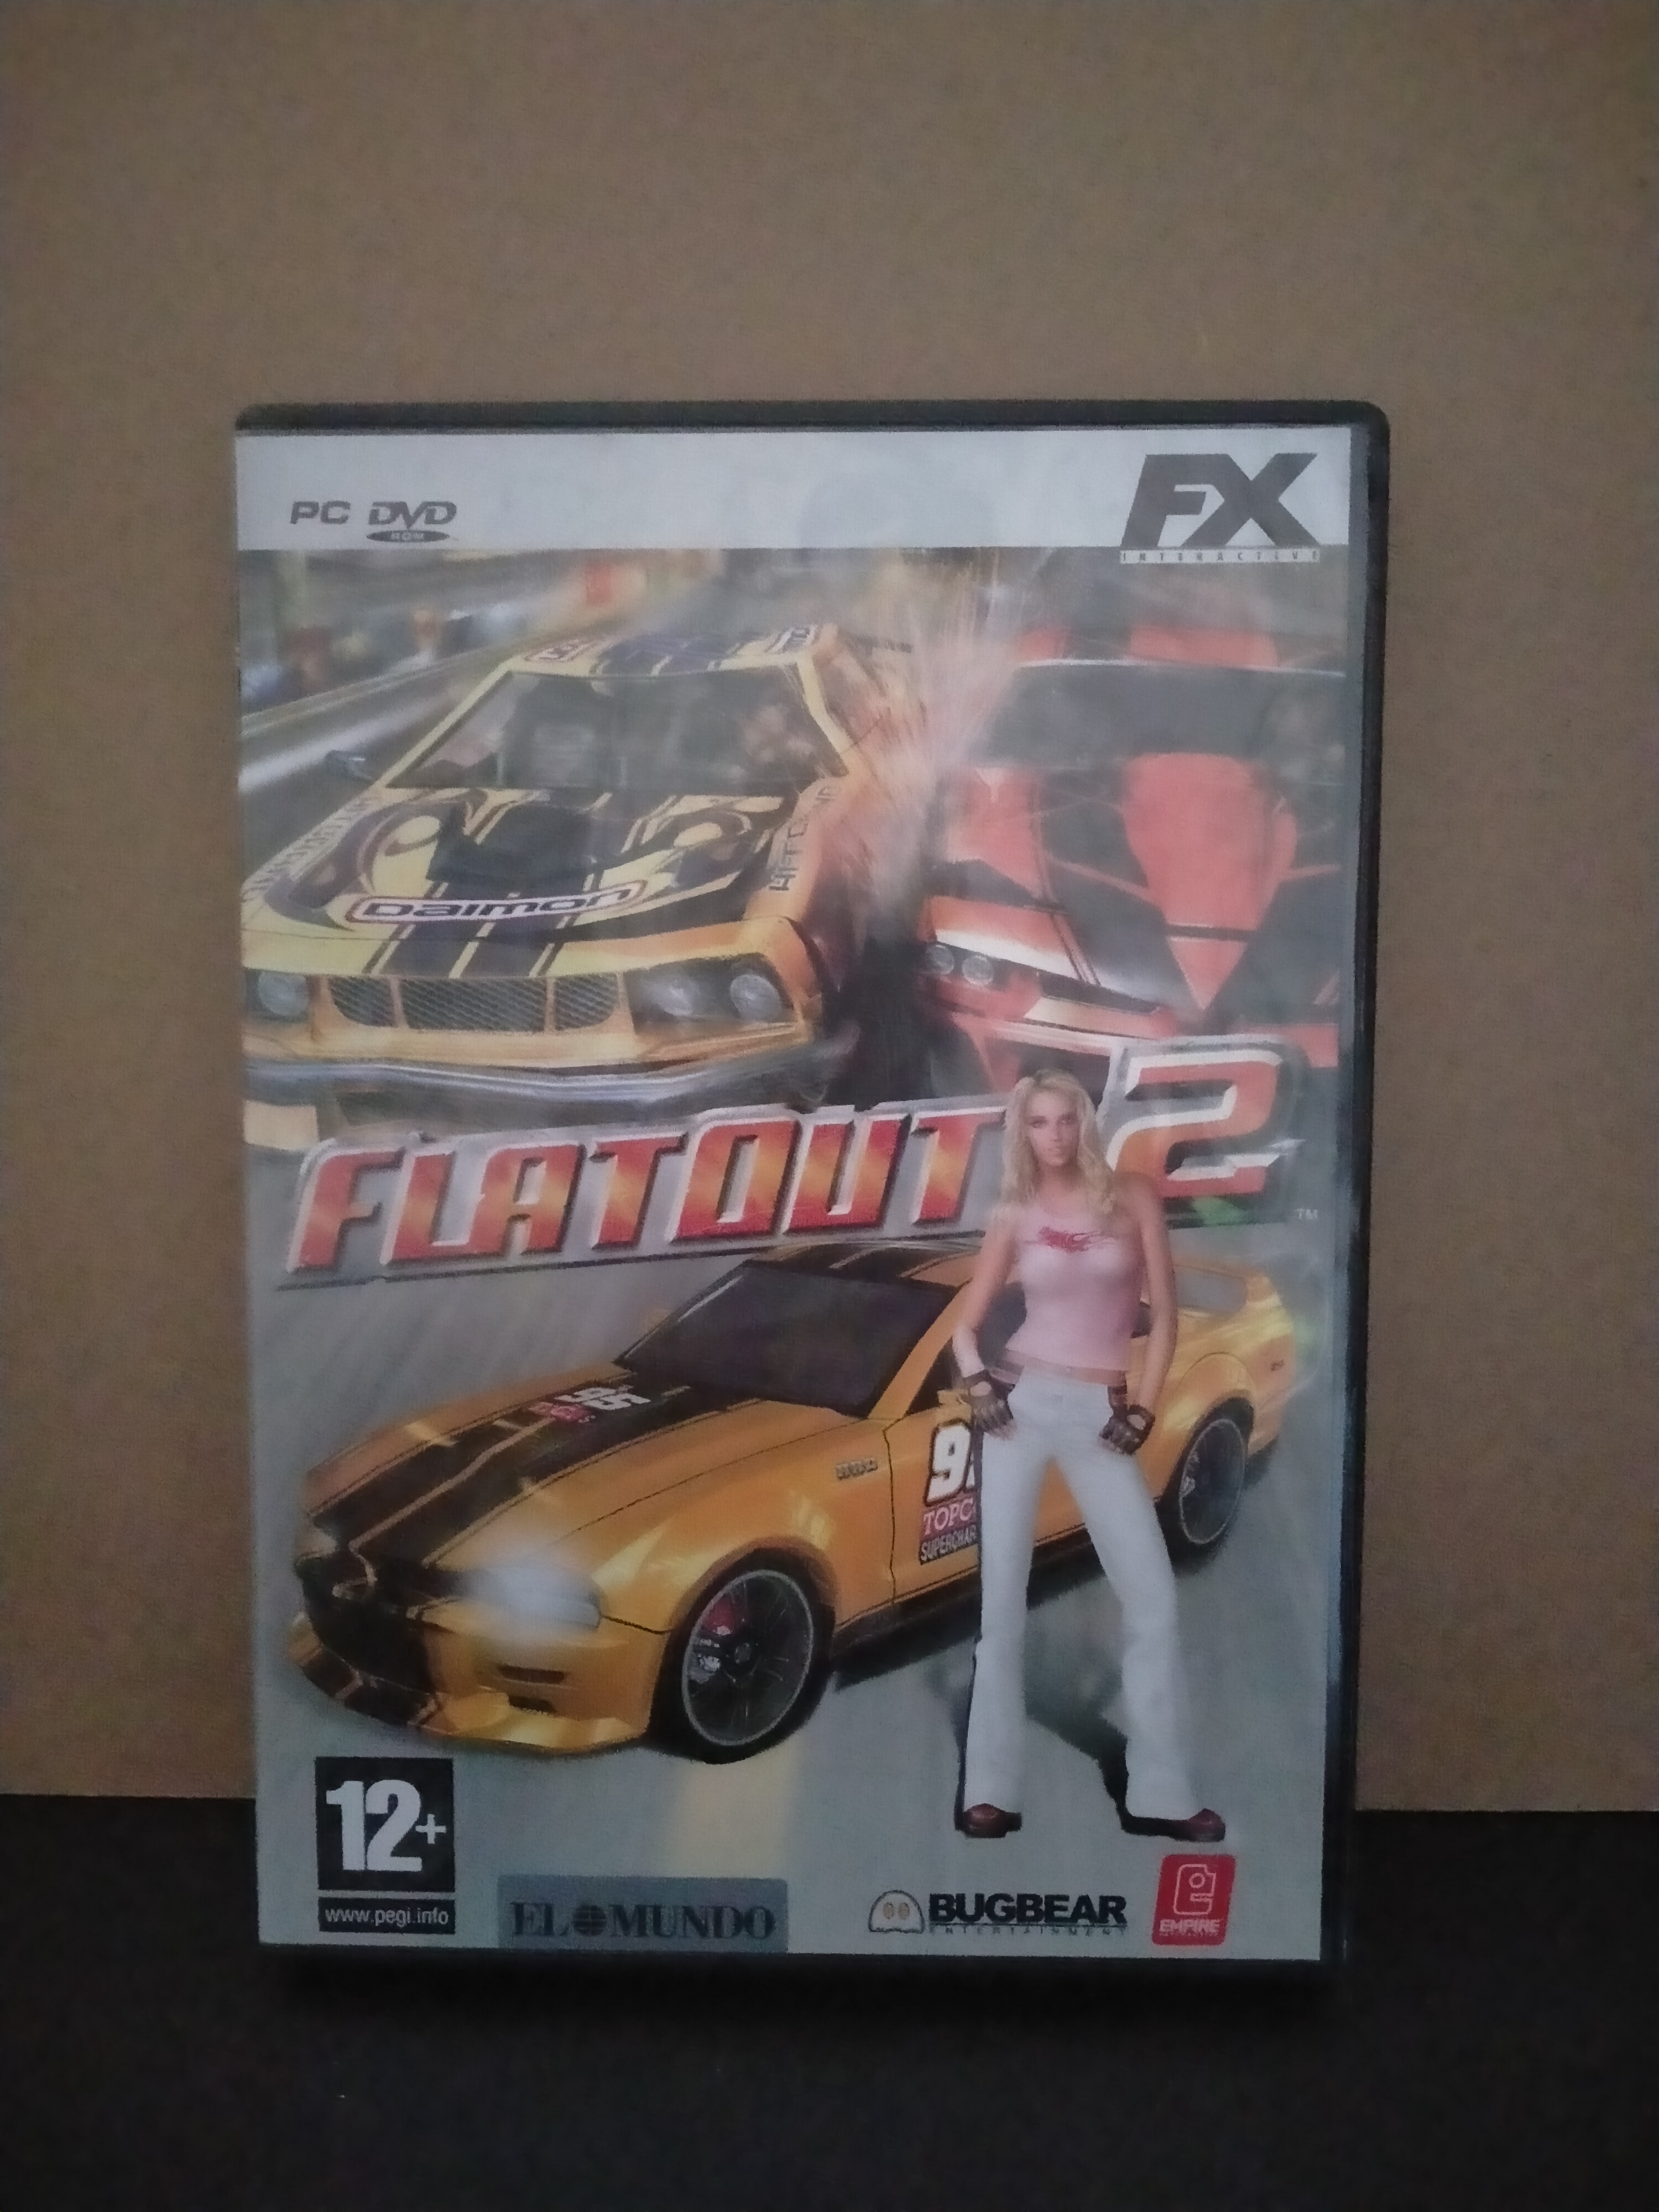 PC DVD
ROM
FX
INTERACTIVE
Daimon
FLATOUT 2
TM
95
TOPC
SUPERCHAR
12+
www.pegi.info
EL MUNDO
BUGBEAR
ENTERTAINMENT
EMPIRE